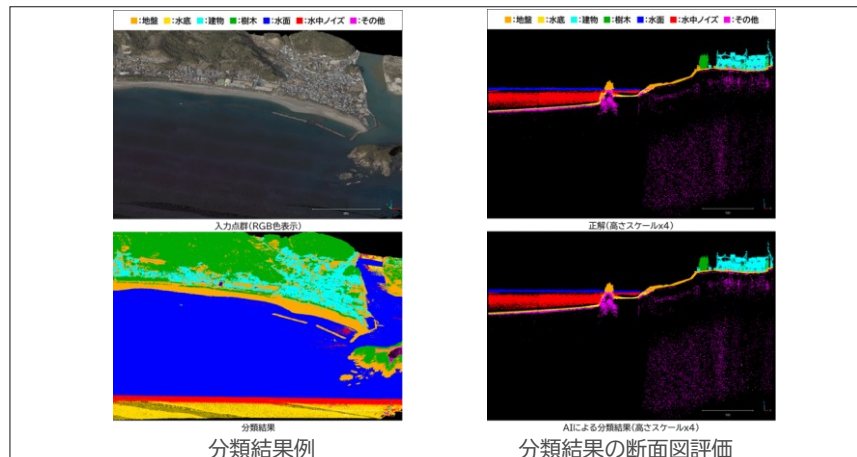 ■:地盤 ■:水底 ■:建物 ■:樹木 ■:水面 ■:水中ノイズ ■:その他
入力点群(RGB色表示)
■:地盤 ■:水底 ■:建物 ■:樹木 ■:水面 ■:水中ノイズ ■:その他
正解(高さスケールx4)
分類結果
AIによる分類結果(高さスケールx4)
分類結果例
分類結果の断面図評価